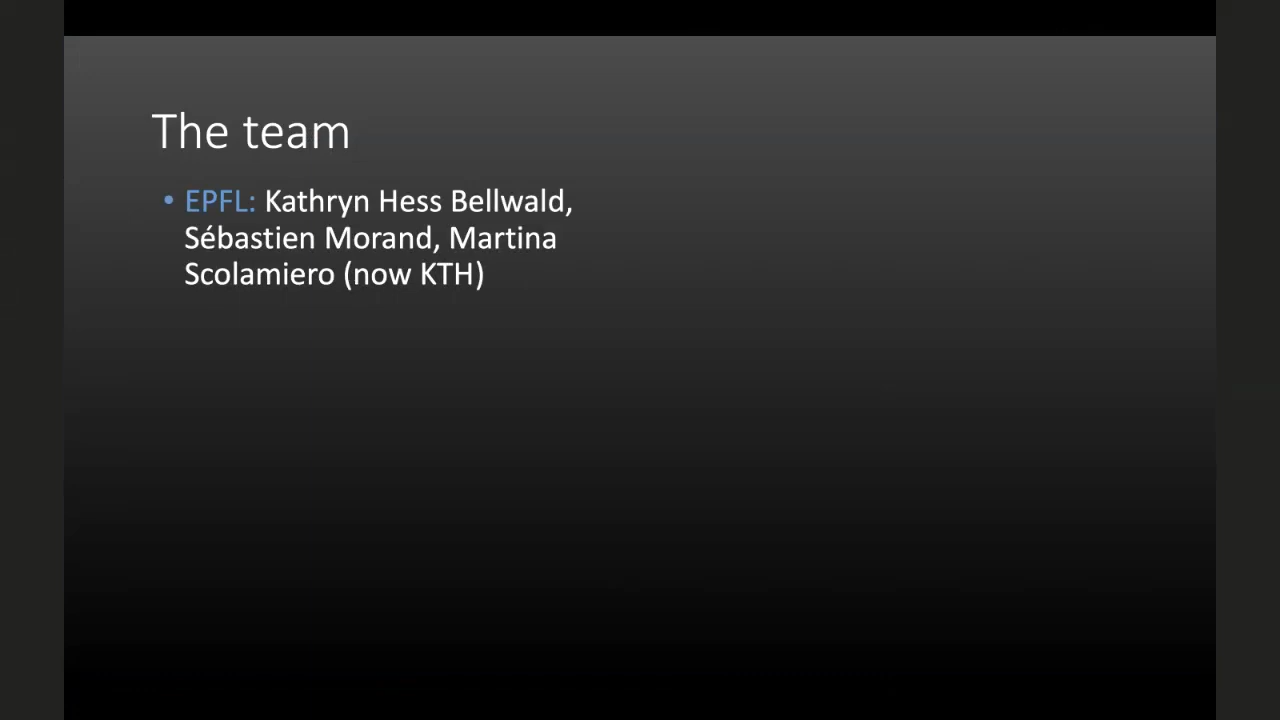 The team
• EPFL: Kathryn Hess Bellwald,
Sébastien Morand, Martina
Scolamiero (now KTH)